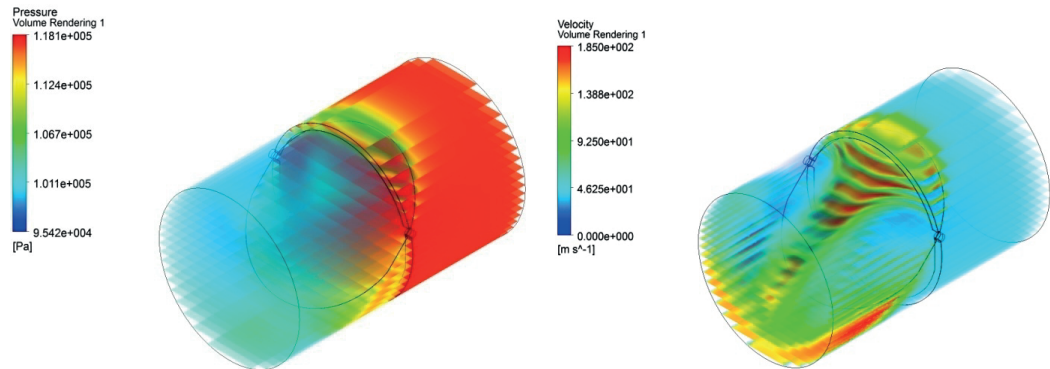 Pressure
Volume Rendering 1
1.181e+005
1.124e+005
1.067e+005
1.011e+005
9.542e+004
[Pa]
Velocity
Volume Rendering 1
1.850e+002
1.388e+002
9.250e+001
4.625e+001
0.000e+000
[m s^-1]